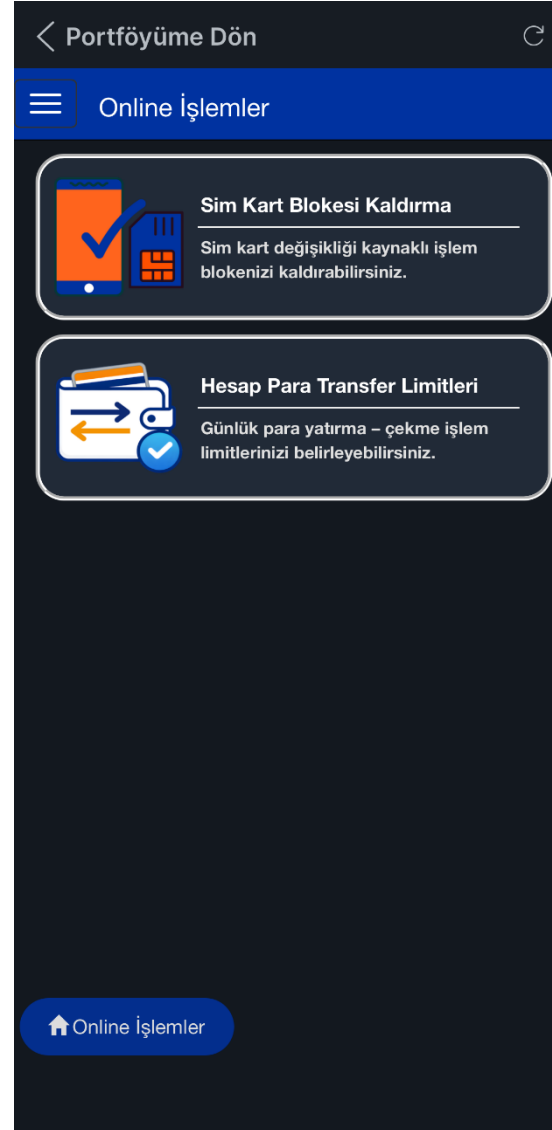 Portföyüme Dön
Online İşlemler
Sim Kart Blokesi Kaldırma
Sim kart değişikliği kaynaklı işlem
blokenizi kaldırabilirsiniz.
Hesap Para Transfer Limitleri
Günlük para yatırma – çekme işlem
limitlerinizi belirleyebilirsiniz.
Online İşlemler